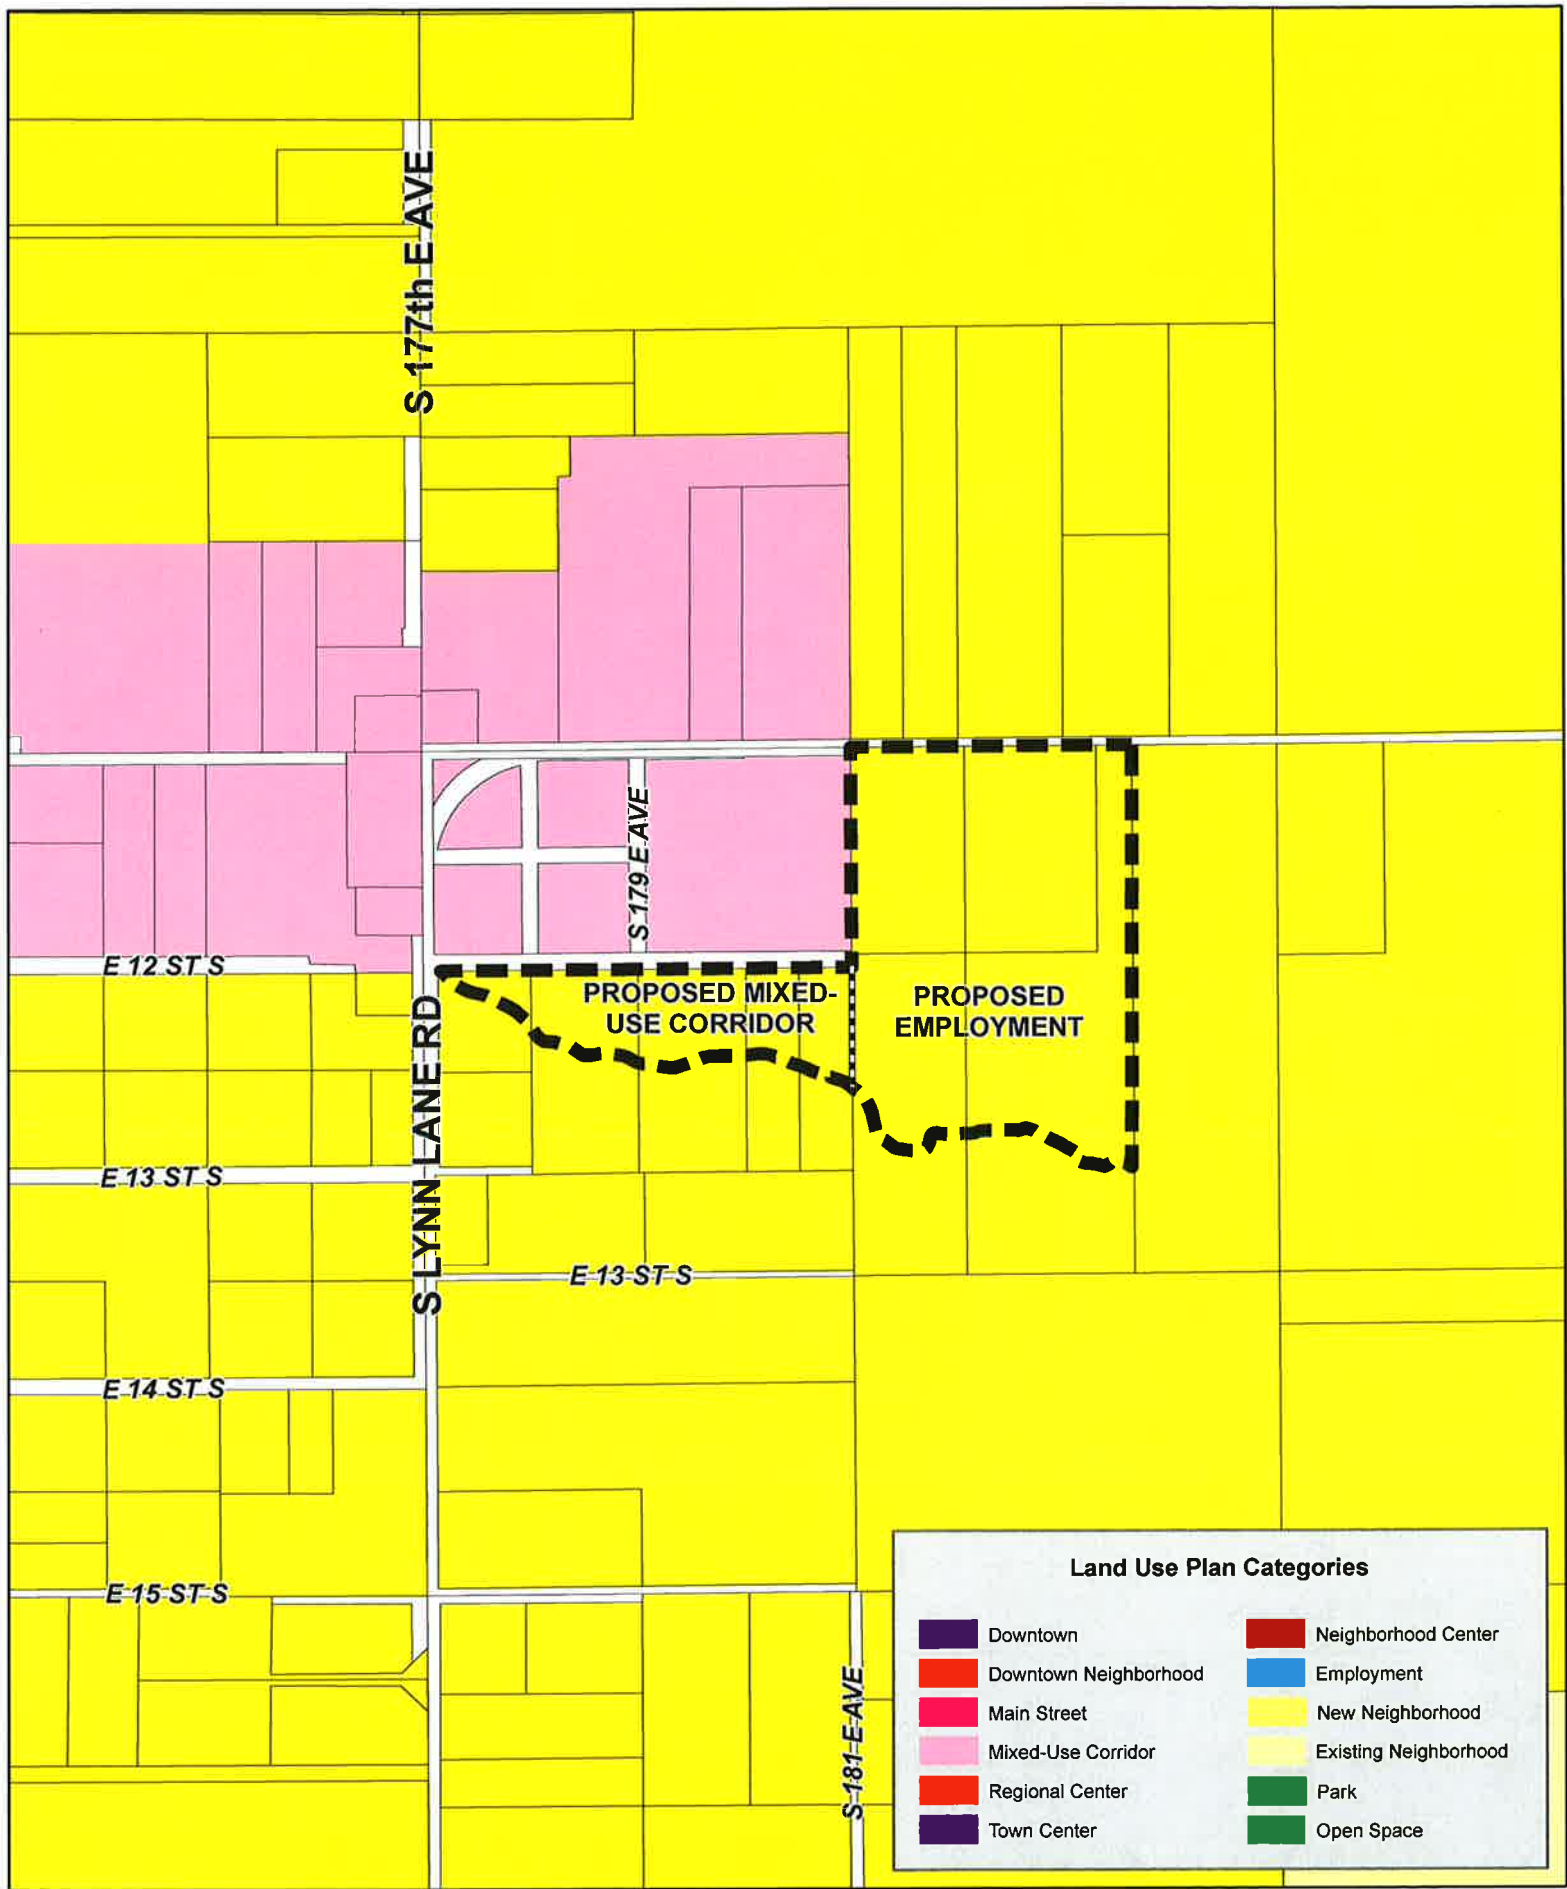 S 177th E AVE
S 179 E AVE
E 12 ST S
PROPOSED MIXED-
USE CORRIDOR
PROPOSED
EMPLOYMENT
S LYNN LANE RD
E 13 ST S
E 13 ST S
E 14 ST S
E 15 ST S
S 181 E AVE
Land Use Plan Categories
Downtown
Downtown Neighborhood
Main Street
Mixed-Use Corridor
Regional Center
Town Center
Neighborhood Center
Employment
New Neighborhood
Existing Neighborhood
Park
Open Space